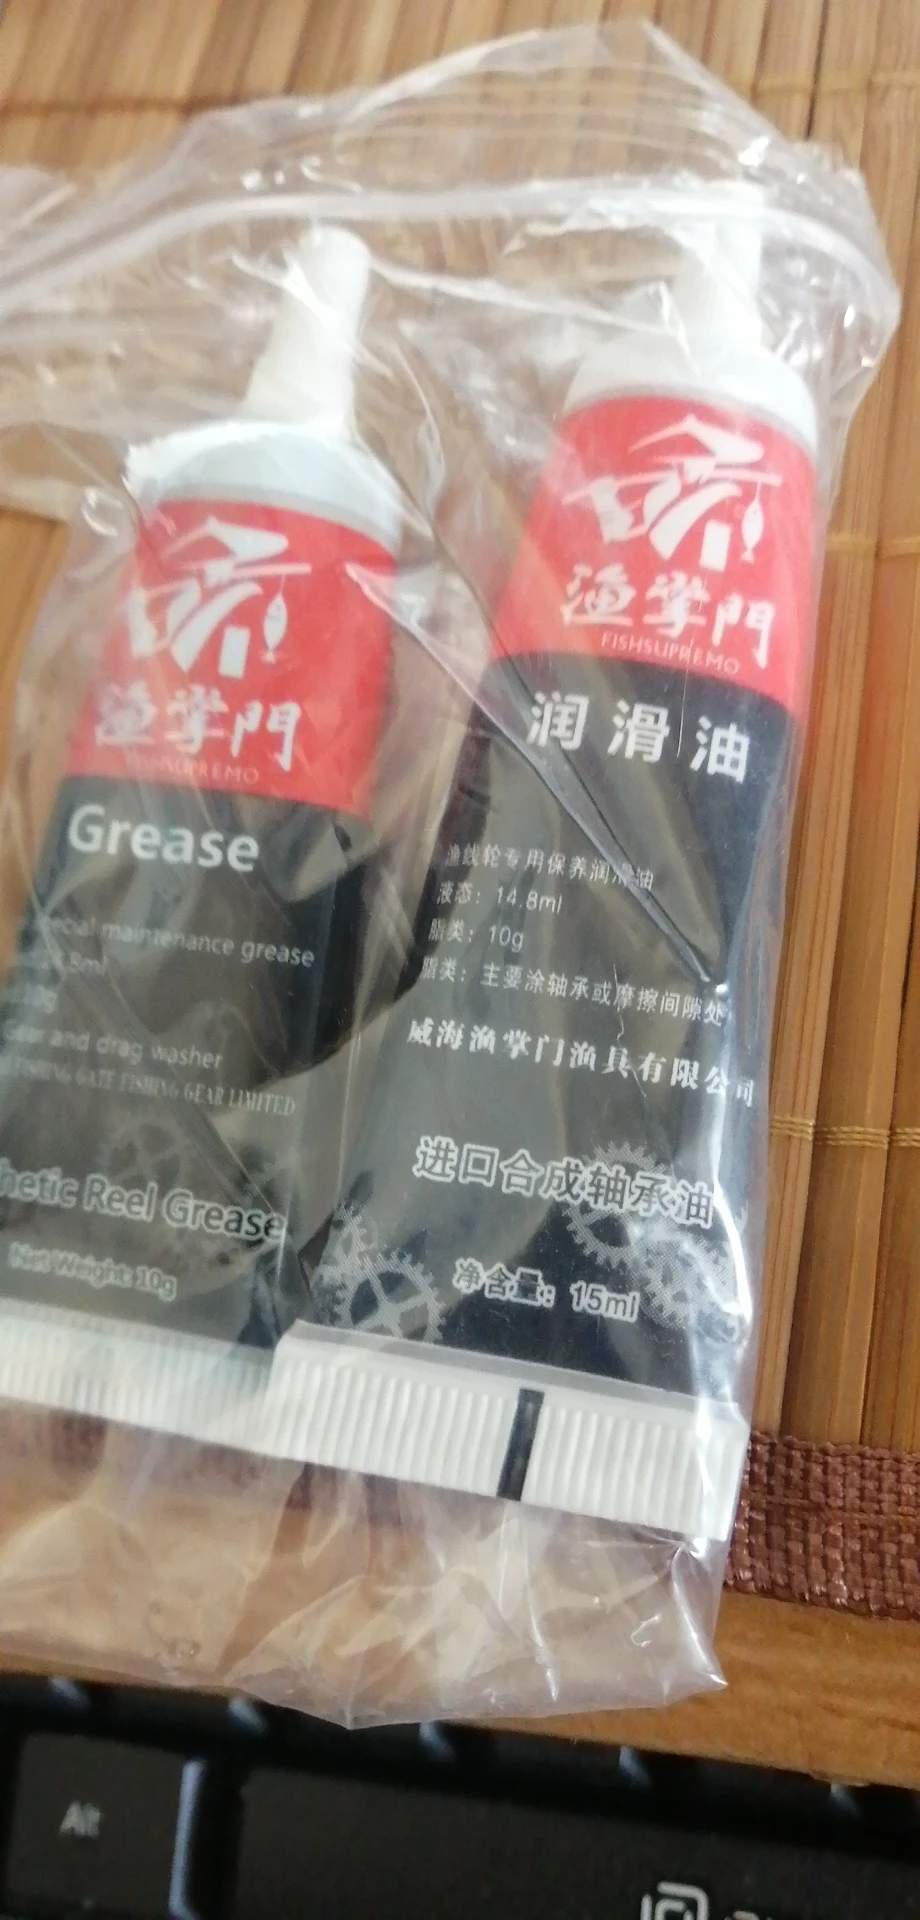 渔掌門
FISHSUPREMO
Grease
special maintenance grease
10g
Gear and drag washer
FISHING GATE FISHING GEAR LIMITED
netic Reel Grease
Net Weight: 10g
渔掌門
FISHSUPREMO
润滑油
渔线轮专用保养润滑油
液态：14.8ml
脂类：10g
脂类：主要涂轴承或摩擦间隙处
威海渔掌门渔具有限公司
进口合成轴承油
净含量：15ml
Alt